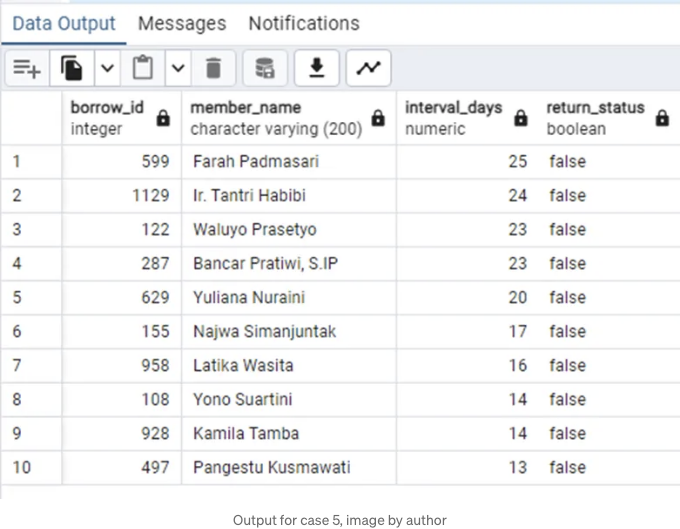 Data Output Messages Notifications
borrow_id member_name interval_days return_status
integer character varying (200) numeric boolean
1 599 Farah Padmasari 25 false
2 1129 Ir. Tantri Habibi 24 false
3 122 Waluyo Prasetyo 23 false
4 287 Bancar Pratiwi, S.IP 23 false
5 629 Yuliana Nuraini 20 false
6 155 Najwa Simanjuntak 17 false
7 958 Latika Wasita 16 false
8 108 Yono Suartini 14 false
9 928 Kamila Tamba 14 false
10 497 Pangestu Kusmawati 13 false
Output for case 5, image by author